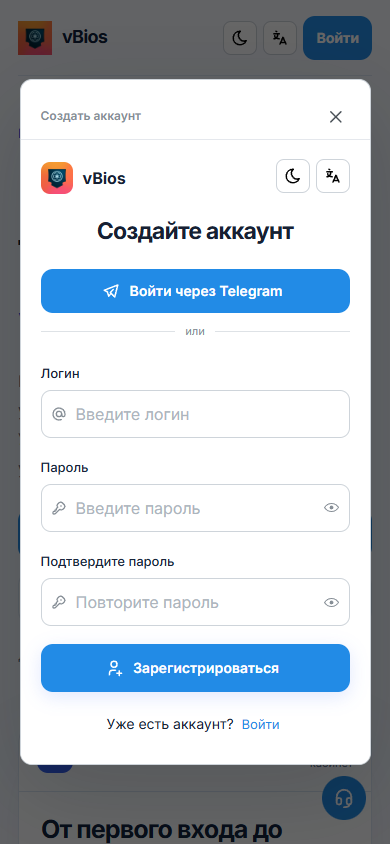 vBios
Войти
Создать аккаунт
vBios
Создайте аккаунт
Войти через Telegram
или
Логин
Введите логин
Пароль
Введите пароль
Подтвердите пароль
Повторите пароль
Зарегистрироваться
Уже есть аккаунт? Войти
От первого входа до